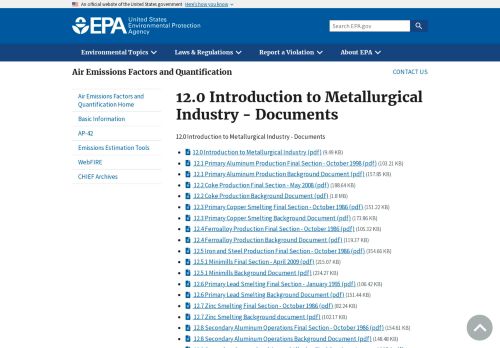 An official website of the United States government Here's how you know
EPA United States
Environmental Protection
Agency
Search EPA.gov
Environmental Topics Laws & Regulations Report a Violation About EPA
Air Emissions Factors and Quantification CONTACT US
Air Emissions Factors and
Quantification Home
Basic Information
AP-42
Emissions Estimation Tools
WebFIRE
CHIEF Archives
12.0 Introduction to Metallurgical
Industry - Documents
12.0 Introduction to Metallurgical Industry - Documents
12.0 Introduction to Metallurgical Industry (pdf) (9.49 KB)
12.1 Primary Aluminum Production Final Section - October 1998 (pdf) (103.21 KB)
12.1 Primary Aluminum Production Background Document (pdf) (157.85 KB)
12.2 Coke Production Final Section - May 2008 (pdf) (188.64 KB)
12.2 Coke Production Background Document (pdf) (1.8 MB)
12.3 Primary Copper Smelting Final Section - October 1986 (pdf) (151.22 KB)
12.3 Primary Copper Smelting Background Document (pdf) (173.96 KB)
12.4 Ferroalloy Production Final Section - October 1986 (pdf) (105.12 KB)
12.4 Ferroalloy Production Background Document (pdf) (119.77 KB)
12.5 Iron and Steel Production Final Section - October 1986 (pdf) (354.66 KB)
12.5.1 Minimills Final Section - April 2009 (pdf) (215.07 KB)
12.5.1 Minimills Background Document (pdf) (234.27 KB)
12.6 Primary Lead Smelting Final Section - January 1995 (pdf) (106.42 KB)
12.6 Primary Lead Smelting Background Document (pdf) (151.44 KB)
12.7 Zinc Smelting Final Section - October 1986 (pdf) (82.24 KB)
12.7 Zinc Smelting Background document (pdf) (102.17 KB)
12.8 Secondary Aluminum Operations Final Section - October 1986 (pdf) (154.61 KB)
12.8 Secondary Aluminum Operations Background Document (pdf) (148.48 KB)